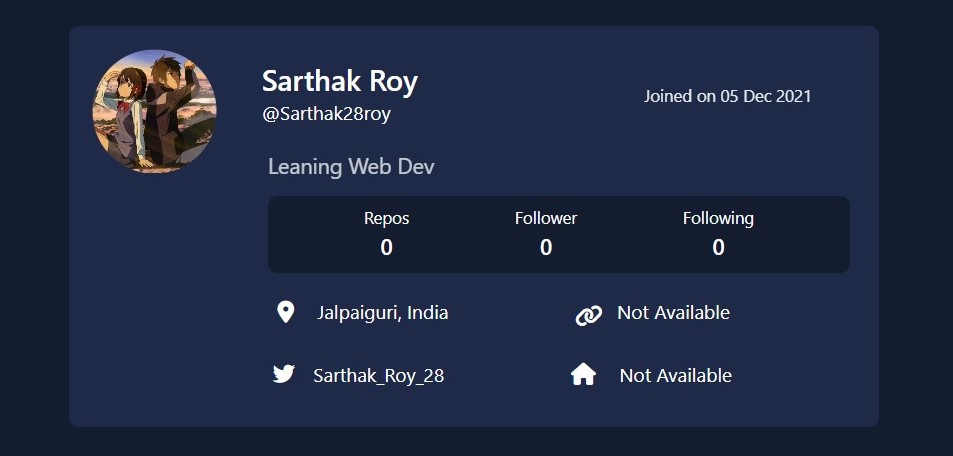 Sarthak Roy
@Sarthak28roy
Joined on 05 Dec 2021
Leaning Web Dev
Repos Follower Following
0 0 0
Jalpaiguri, India Not Available
Sarthak_Roy_28 Not Available